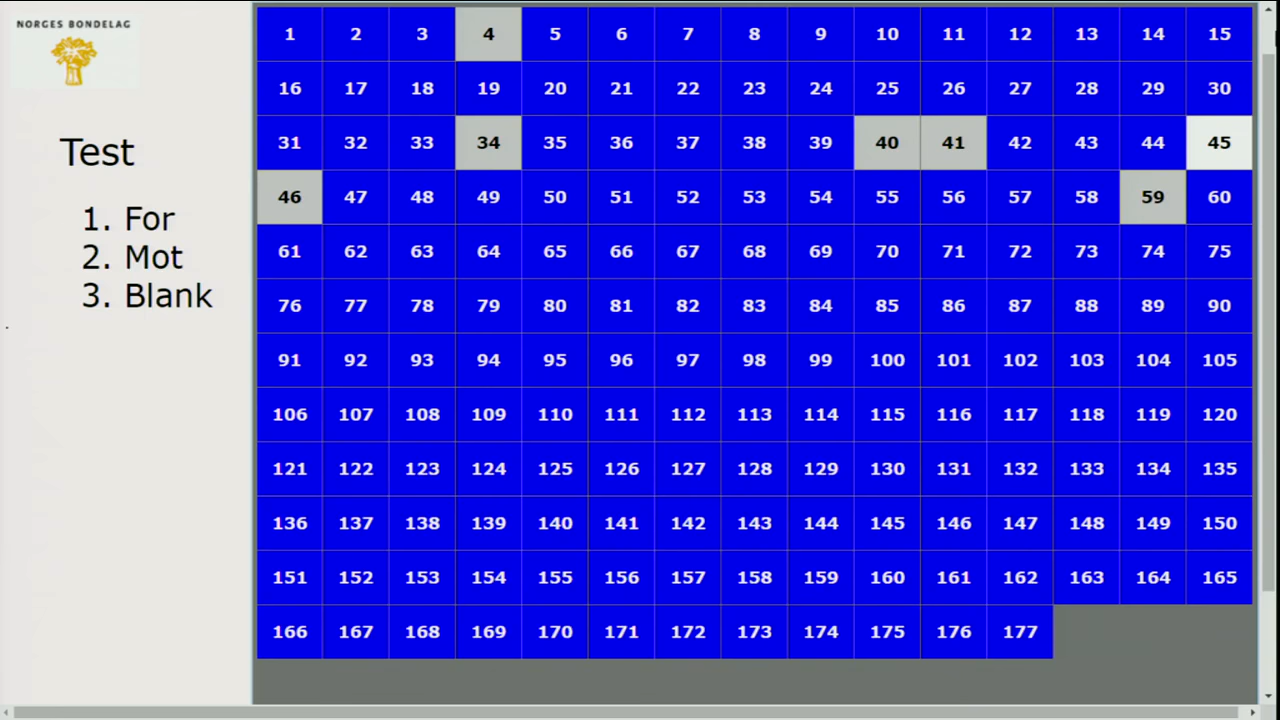 NORGES BONDELAG
Test
1. For
2. Mot
3. Blank
1 2 3 4 5 6 7 8 9 10 11 12 13 14 15
16 17 18 19 20 21 22 23 24 25 26 27 28 29 30
31 32 33 34 35 36 37 38 39 40 41 42 43 44 45
46 47 48 49 50 51 52 53 54 55 56 57 58 59 60
61 62 63 64 65 66 67 68 69 70 71 72 73 74 75
76 77 78 79 80 81 82 83 84 85 86 87 88 89 90
91 92 93 94 95 96 97 98 99 100 101 102 103 104 105
106 107 108 109 110 111 112 113 114 115 116 117 118 119 120
121 122 123 124 125 126 127 128 129 130 131 132 133 134 135
136 137 138 139 140 141 142 143 144 145 146 147 148 149 150
151 152 153 154 155 156 157 158 159 160 161 162 163 164 165
166 167 168 169 170 171 172 173 174 175 176 177